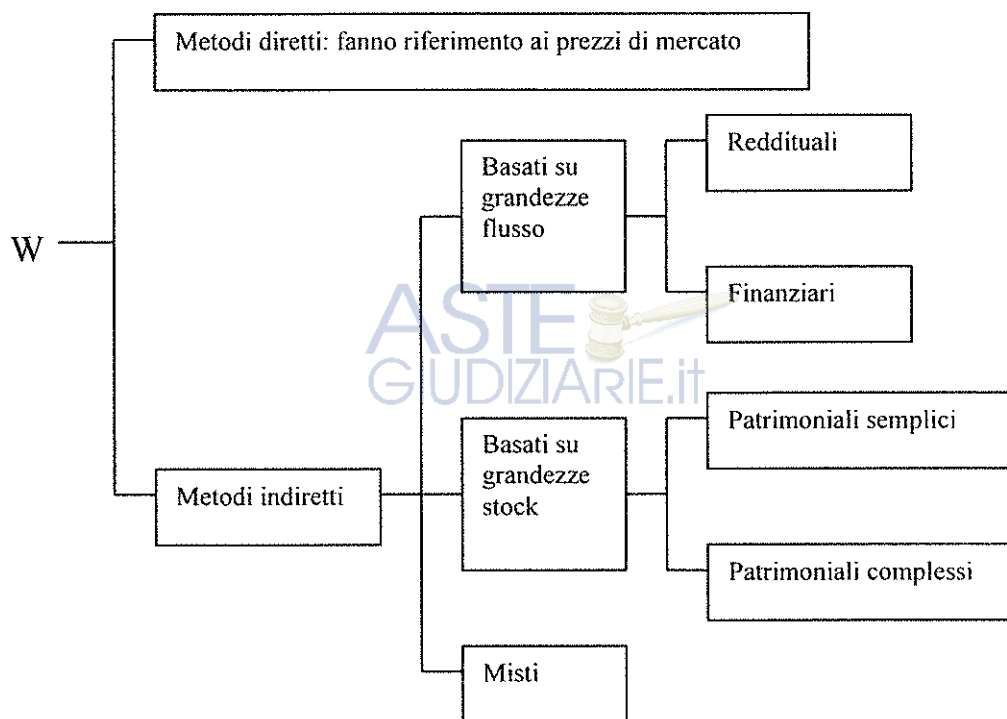 Metodi diretti: fanno riferimento ai prezzi di mercato
W
Basati su
grandezze
flusso
Reddituali
Finanziari
ASTE
GIUDIZIARIE.it
Metodi indiretti
Basati su
grandezze
stock
Patrimoniali semplici
Patrimoniali complessi
Misti